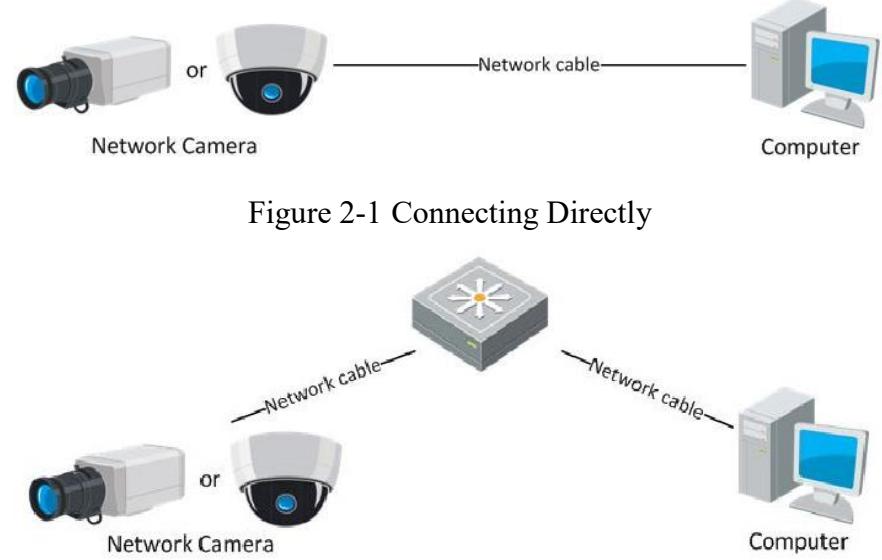 or
Network cable
Network Camera
Computer
Figure 2-1 Connecting Directly
Network cable
Network cable
or
Network Camera
Computer